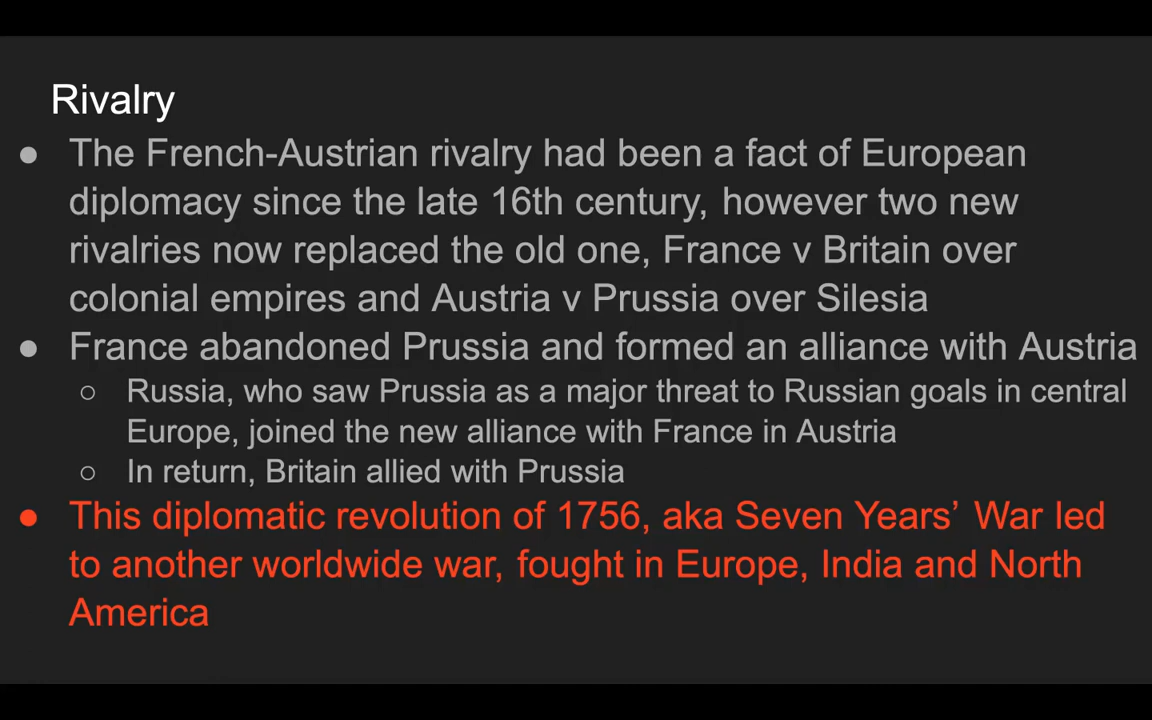 Rivalry
● The French-Austrian rivalry had been a fact of European
diplomacy since the late 16th century, however two new
rivalries now replaced the old one, France v Britain over
colonial empires and Austria v Prussia over Silesia
● France abandoned Prussia and formed an alliance with Austria
○ Russia, who saw Prussia as a major threat to Russian goals in central
Europe, joined the new alliance with France in Austria
○ In return, Britain allied with Prussia
● This diplomatic revolution of 1756, aka Seven Years’ War led
to another worldwide war, fought in Europe, India and North
America